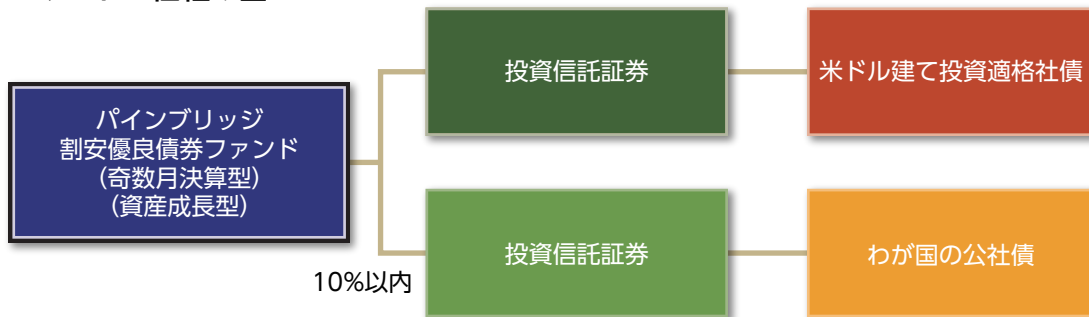 パインブリッジ
割安優良債券ファンド
(奇数月決算型)
(資産成長型)
投資信託証券
米ドル建て投資適格社債
10%以内
投資信託証券
わが国の公社債